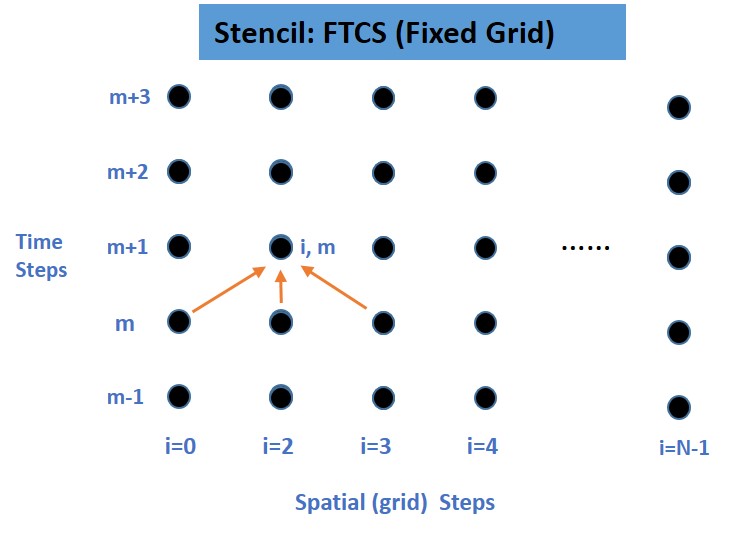 Stencil: FTCS (Fixed Grid)
m+3
m+2
Time
Steps
m+1
i, m
......
m
m-1
i=0
i=2
i=3
i=4
i=N-1
Spatial (grid) Steps